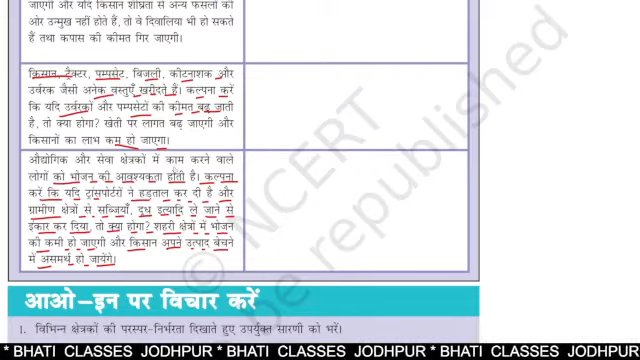 जाएगी और यदि किसान शीघ्रता से अन्य फसलों की
ओर उन्मुख नहीं होते हैं, तो वे दिवालिया भी हो सकते
हैं तथा कपास की कीमत गिर जाएगी।
किसान, ट्रैक्टर, पम्पसेट, बिजली, कीटनाशक और
उर्वरक जैसी अनेक वस्तुएँ खरीदते हैं। कल्पना करें
कि यदि उर्वरकों और पम्पसेटों की कीमत बढ़ जाती
है, तो क्या होगा? खेती पर लागत बढ़ जाएगी और
किसानों का लाभ कम हो जाएगा।
औद्योगिक और सेवा क्षेत्रकों में काम करने वाले
लोगों को भोजन की आवश्यकता होती है। कल्पना
करें कि यदि ट्रांसपोर्टरों ने हड़ताल कर दी है और
ग्रामीण क्षेत्रों से सब्जियाँ, दूध इत्यादि ले जाने से
इंकार कर दिया, तो क्या होगा? शहरी क्षेत्रों में भोजन
की कमी हो जाएगी और किसान अपने उत्पाद बेचने
में असमर्थ हो जायेंगे।
© NCERT
be republished
आओ-इन पर विचार करें
1. विभिन्न क्षेत्रकों की परस्पर-निर्भरता दिखाते हुए उपर्युक्त सारणी को भरें।
* BHATI CLASSES JODHPUR * BHATI CLASSES JODHPUR * BHATI CLASSES JODHPUR